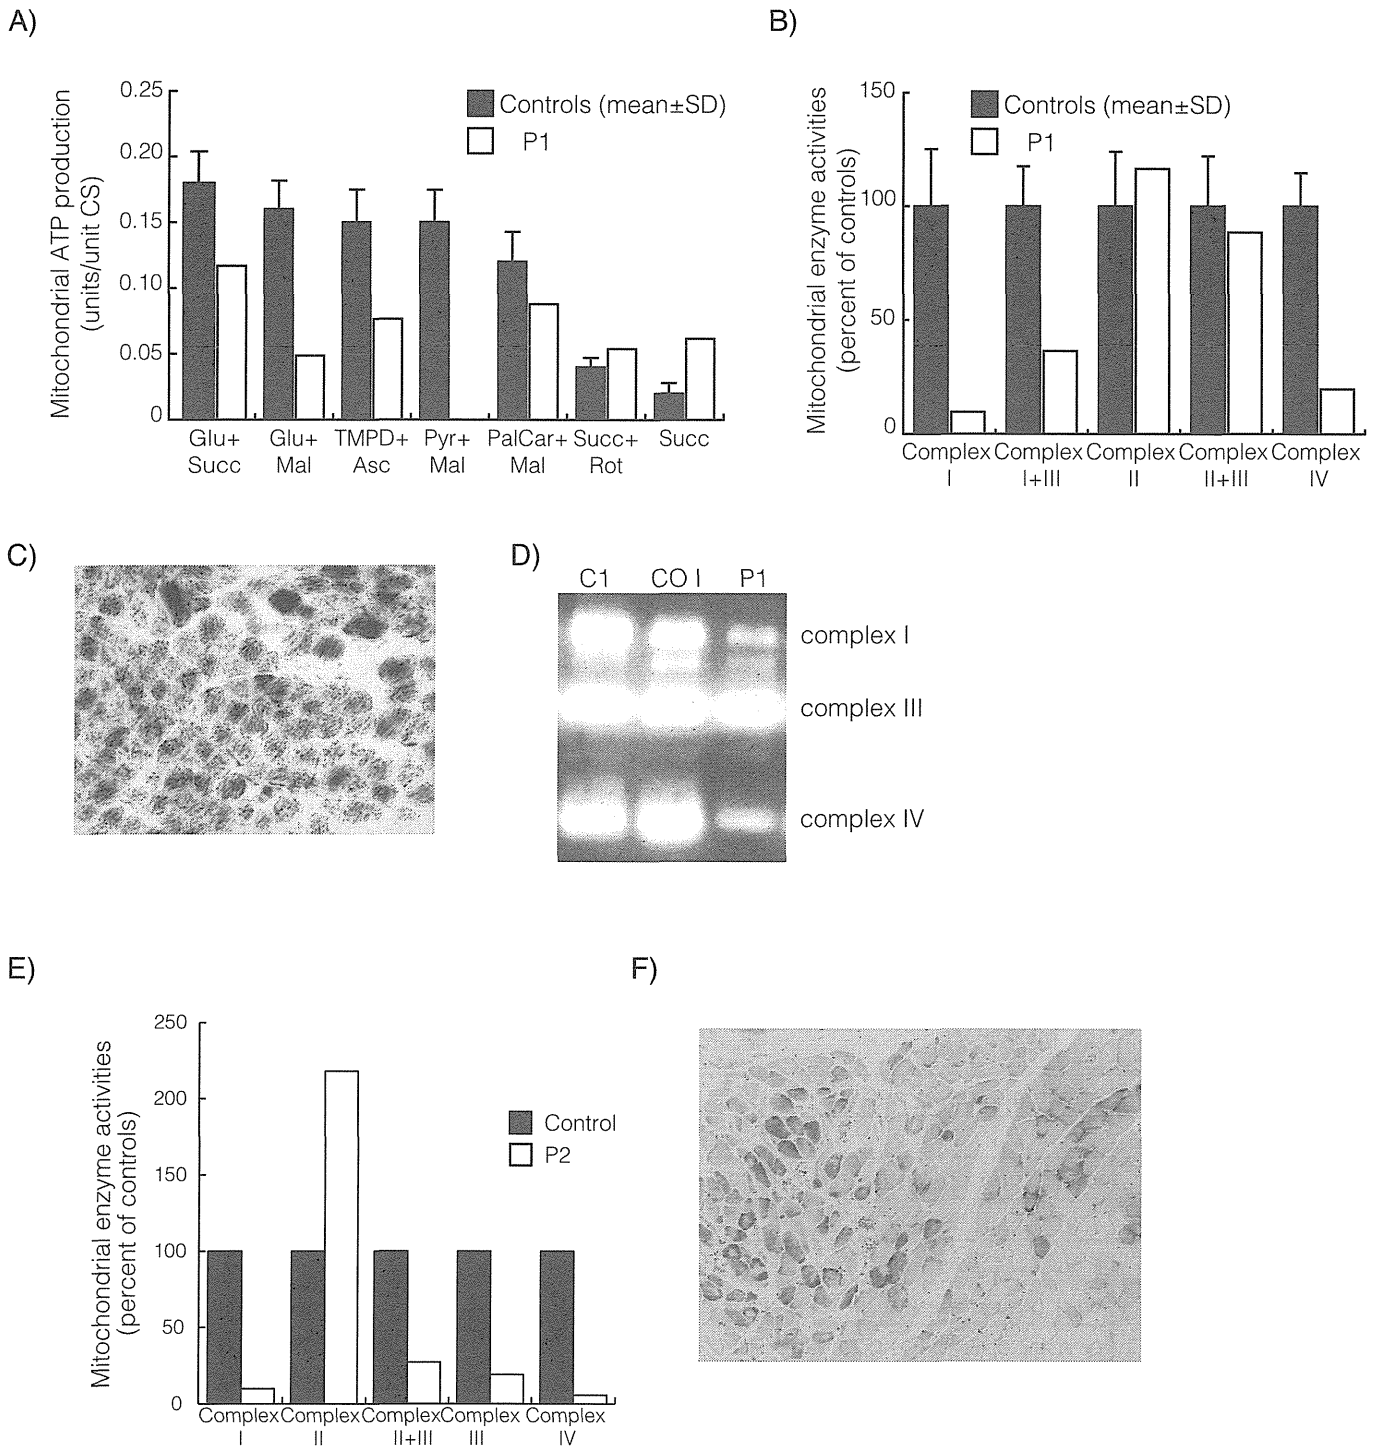 A)
Mitochondrial ATP production
(units/unit CS)
0.25
0.20
0.15
0.10
0.05
0
Controls (mean±SD)
P1
Glu+ Glu+ TMPD+ Pyr+ PalCar+ Succ+ Succ
Succ Mal Asc Mal Mal Rot
B)
Mitochondrial enzyme activities
(percent of controls)
150
100
50
0
Controls (mean±SD)
P1
Complex Complex Complex Complex Complex
I I+III II II+III IV
C)
D)
C1 CO I P1
complex I
complex III
complex IV
E)
Mitochondrial enzyme activities
(percent of controls)
250
200
150
100
50
0
Control
P2
Complex Complex Complex Complex Complex
I II II+III III IV
F)